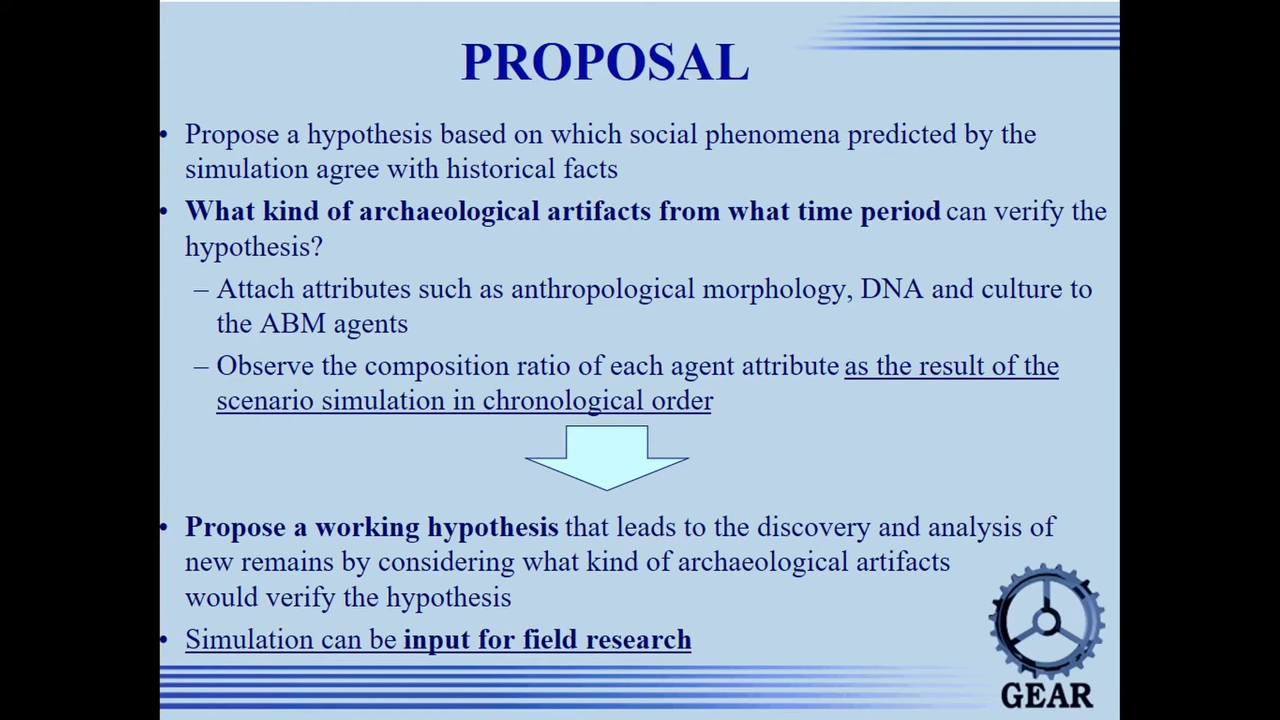 PROPOSAL
• Propose a hypothesis based on which social phenomena predicted by the
simulation agree with historical facts
• What kind of archaeological artifacts from what time period can verify the
hypothesis?
– Attach attributes such as anthropological morphology, DNA and culture to
the ABM agents
– Observe the composition ratio of each agent attribute as the result of the
scenario simulation in chronological order
• Propose a working hypothesis that leads to the discovery and analysis of
new remains by considering what kind of archaeological artifacts
would verify the hypothesis
• Simulation can be input for field research
GEAR